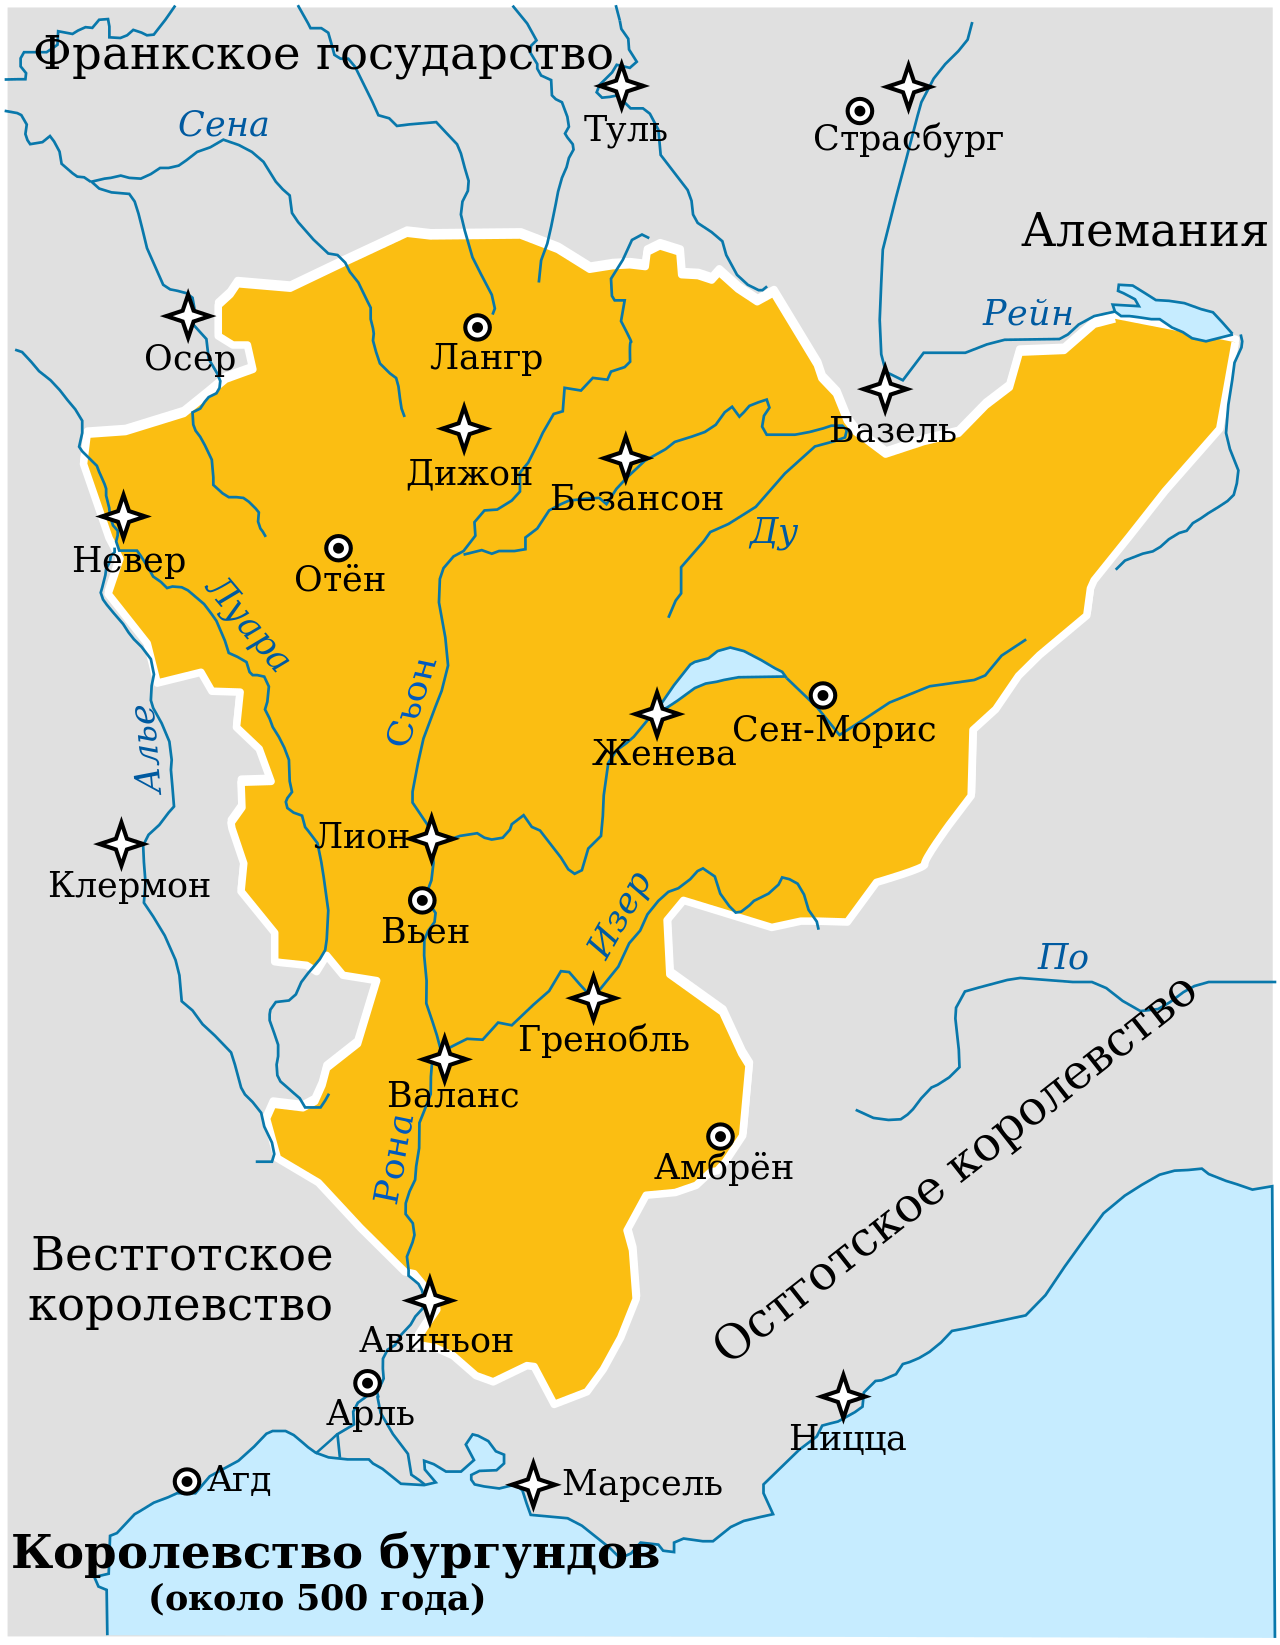 Франкское государство
Сена
Туль
Страсбург
Алемания
Рейн
Осер
Лангр
Базель
Дижон
Безансон
Ду
Невер
Отён
Луара
Сьон
Алье
Женева
Сен-Морис
Лион
Клермон
Вьен
Изер
По
Гренобль
Валанс
Рона
Амбрён
Остготское королевство
Вестготское
королевство
Авиньон
Арль
Ницца
Агд
Марсель
Королевство бургундов
(около 500 года)